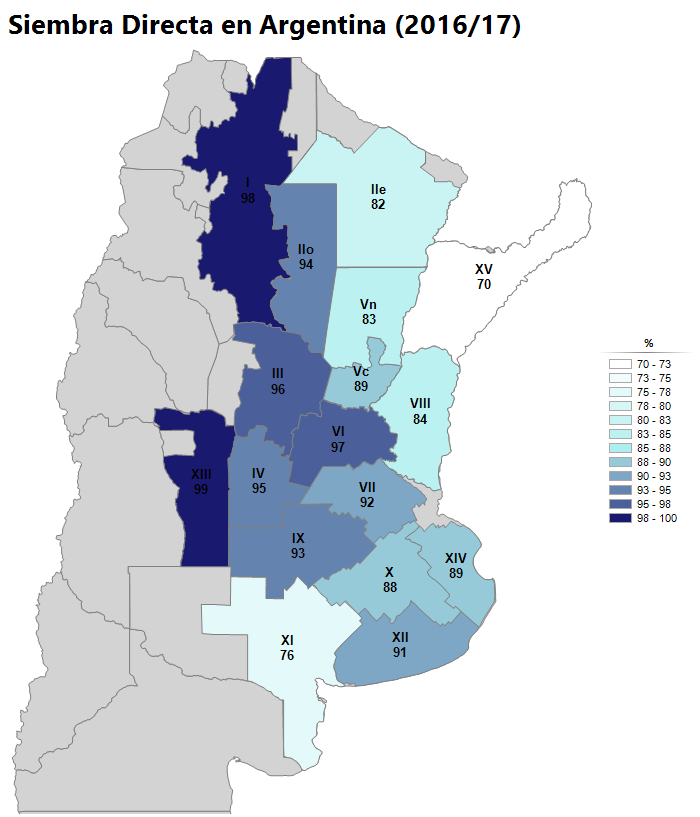 Siembra Directa en Argentina (2016/17)
I
98
IIe
82
IIo
94
XV
70
Vn
83
%
70 - 73
73 - 75
75 - 78
78 - 80
80 - 83
83 - 85
85 - 88
88 - 90
90 - 93
93 - 95
95 - 98
98 - 100
III
96
Vc
89
VIII
84
VI
97
XIII
99
IV
95
VII
92
IX
93
X
88
XIV
89
XI
76
XII
91